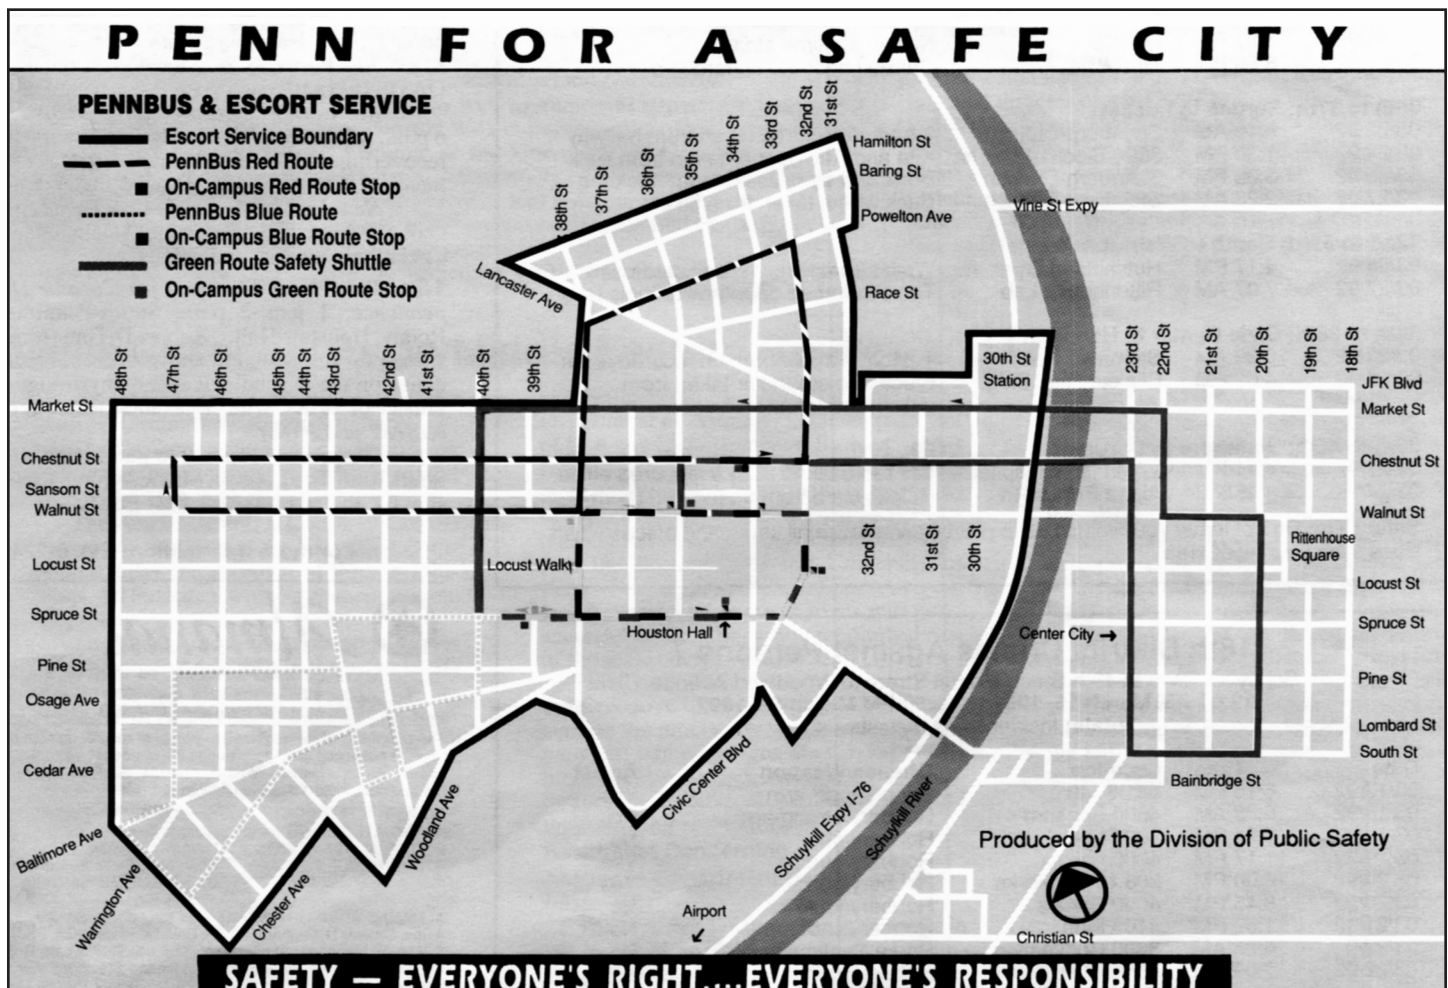 PENN FOR A SAFE CITY
PENNBUS & ESCORT SERVICE
Escort Service Boundary
PennBus Red Route
On-Campus Red Route Stop
PennBus Blue Route
On-Campus Blue Route Stop
Green Route Safety Shuttle
On-Campus Green Route Stop
38th St
37th St
36th St
35th St
34th St
33rd St
32nd St
31st St
Hamilton St
Baring St
Powelton Ave
Vine St Expy
Lancaster Ave
Race St
48th St
47th St
46th St
45th St
44th St
43rd St
42nd St
41st St
40th St
39th St
30th St
Station
23rd St
22nd St
21st St
20th St
19th St
18th St
JFK Blvd
Market St
Market St
Chestnut St
Chestnut St
Sansom St
Walnut St
Walnut St
32nd St
31st St
30th St
Rittenhouse
Square
Locust St
Locust Walk
Locust St
Spruce St
Houston Hall ↑
Center City →
Spruce St
Pine St
Pine St
Osage Ave
Lombard St
South St
Cedar Ave
Bainbridge St
Baltimore Ave
Warrington Ave
Chester Ave
Woodland Ave
Civic Center Blvd
Schuylkill Expy I-76
Schuylkill River
Produced by the Division of Public Safety
Airport
↙
Christian St
SAFETY — EVERYONE'S RIGHT....EVERYONE'S RESPONSIBILITY